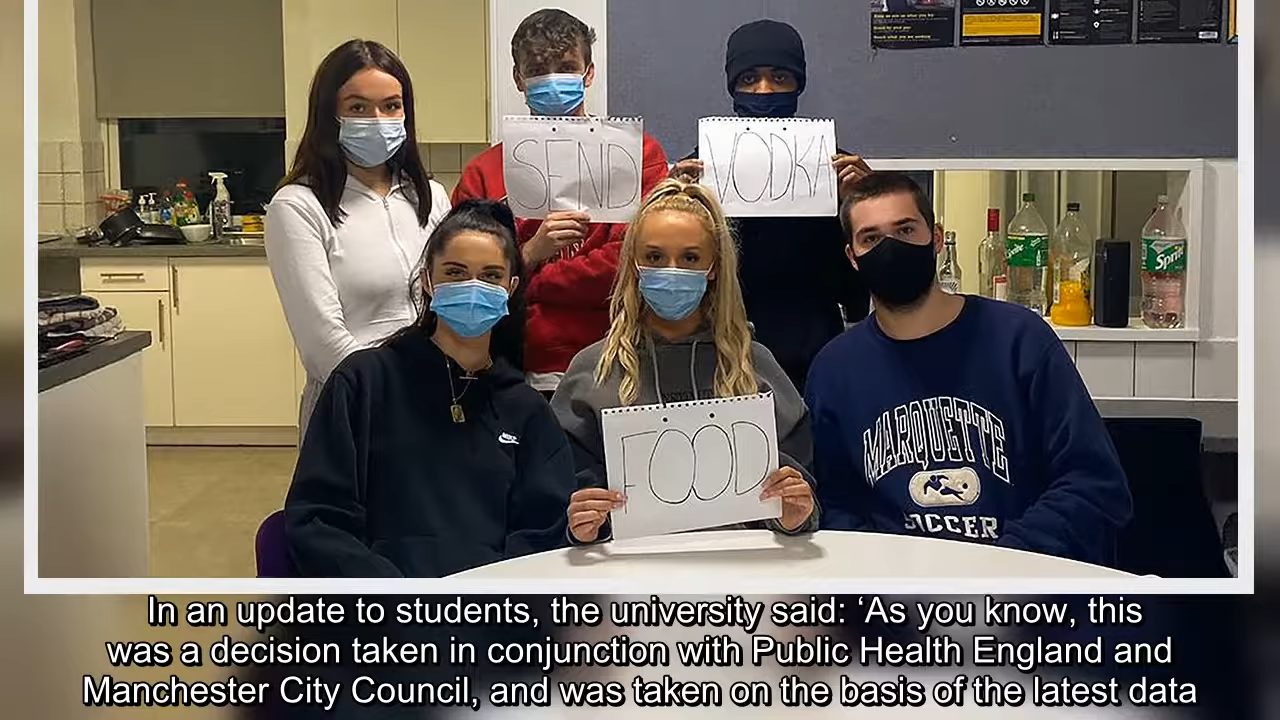 SEND
VODKA
FOOD
MARQUETTE
SOCCER
Sprite
Sprite
In an update to students, the university said: ‘As you know, this
was a decision taken in conjunction with Public Health England and
Manchester City Council, and was taken on the basis of the latest data